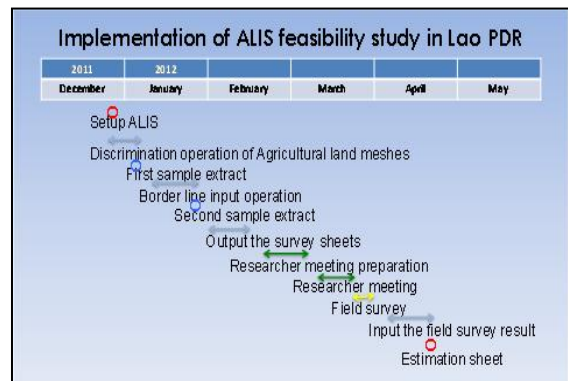 Implementation of ALIS feasibility study in Lao PDR
2011 2012
December January February March April May
Setup ALIS
Discrimination operation of Agricultural land meshes
First sample extract
Border line input operation
Second sample extract
Output the survey sheets
Researcher meeting preparation
Researcher meeting
Field survey
Input the field survey result
Estimation sheet